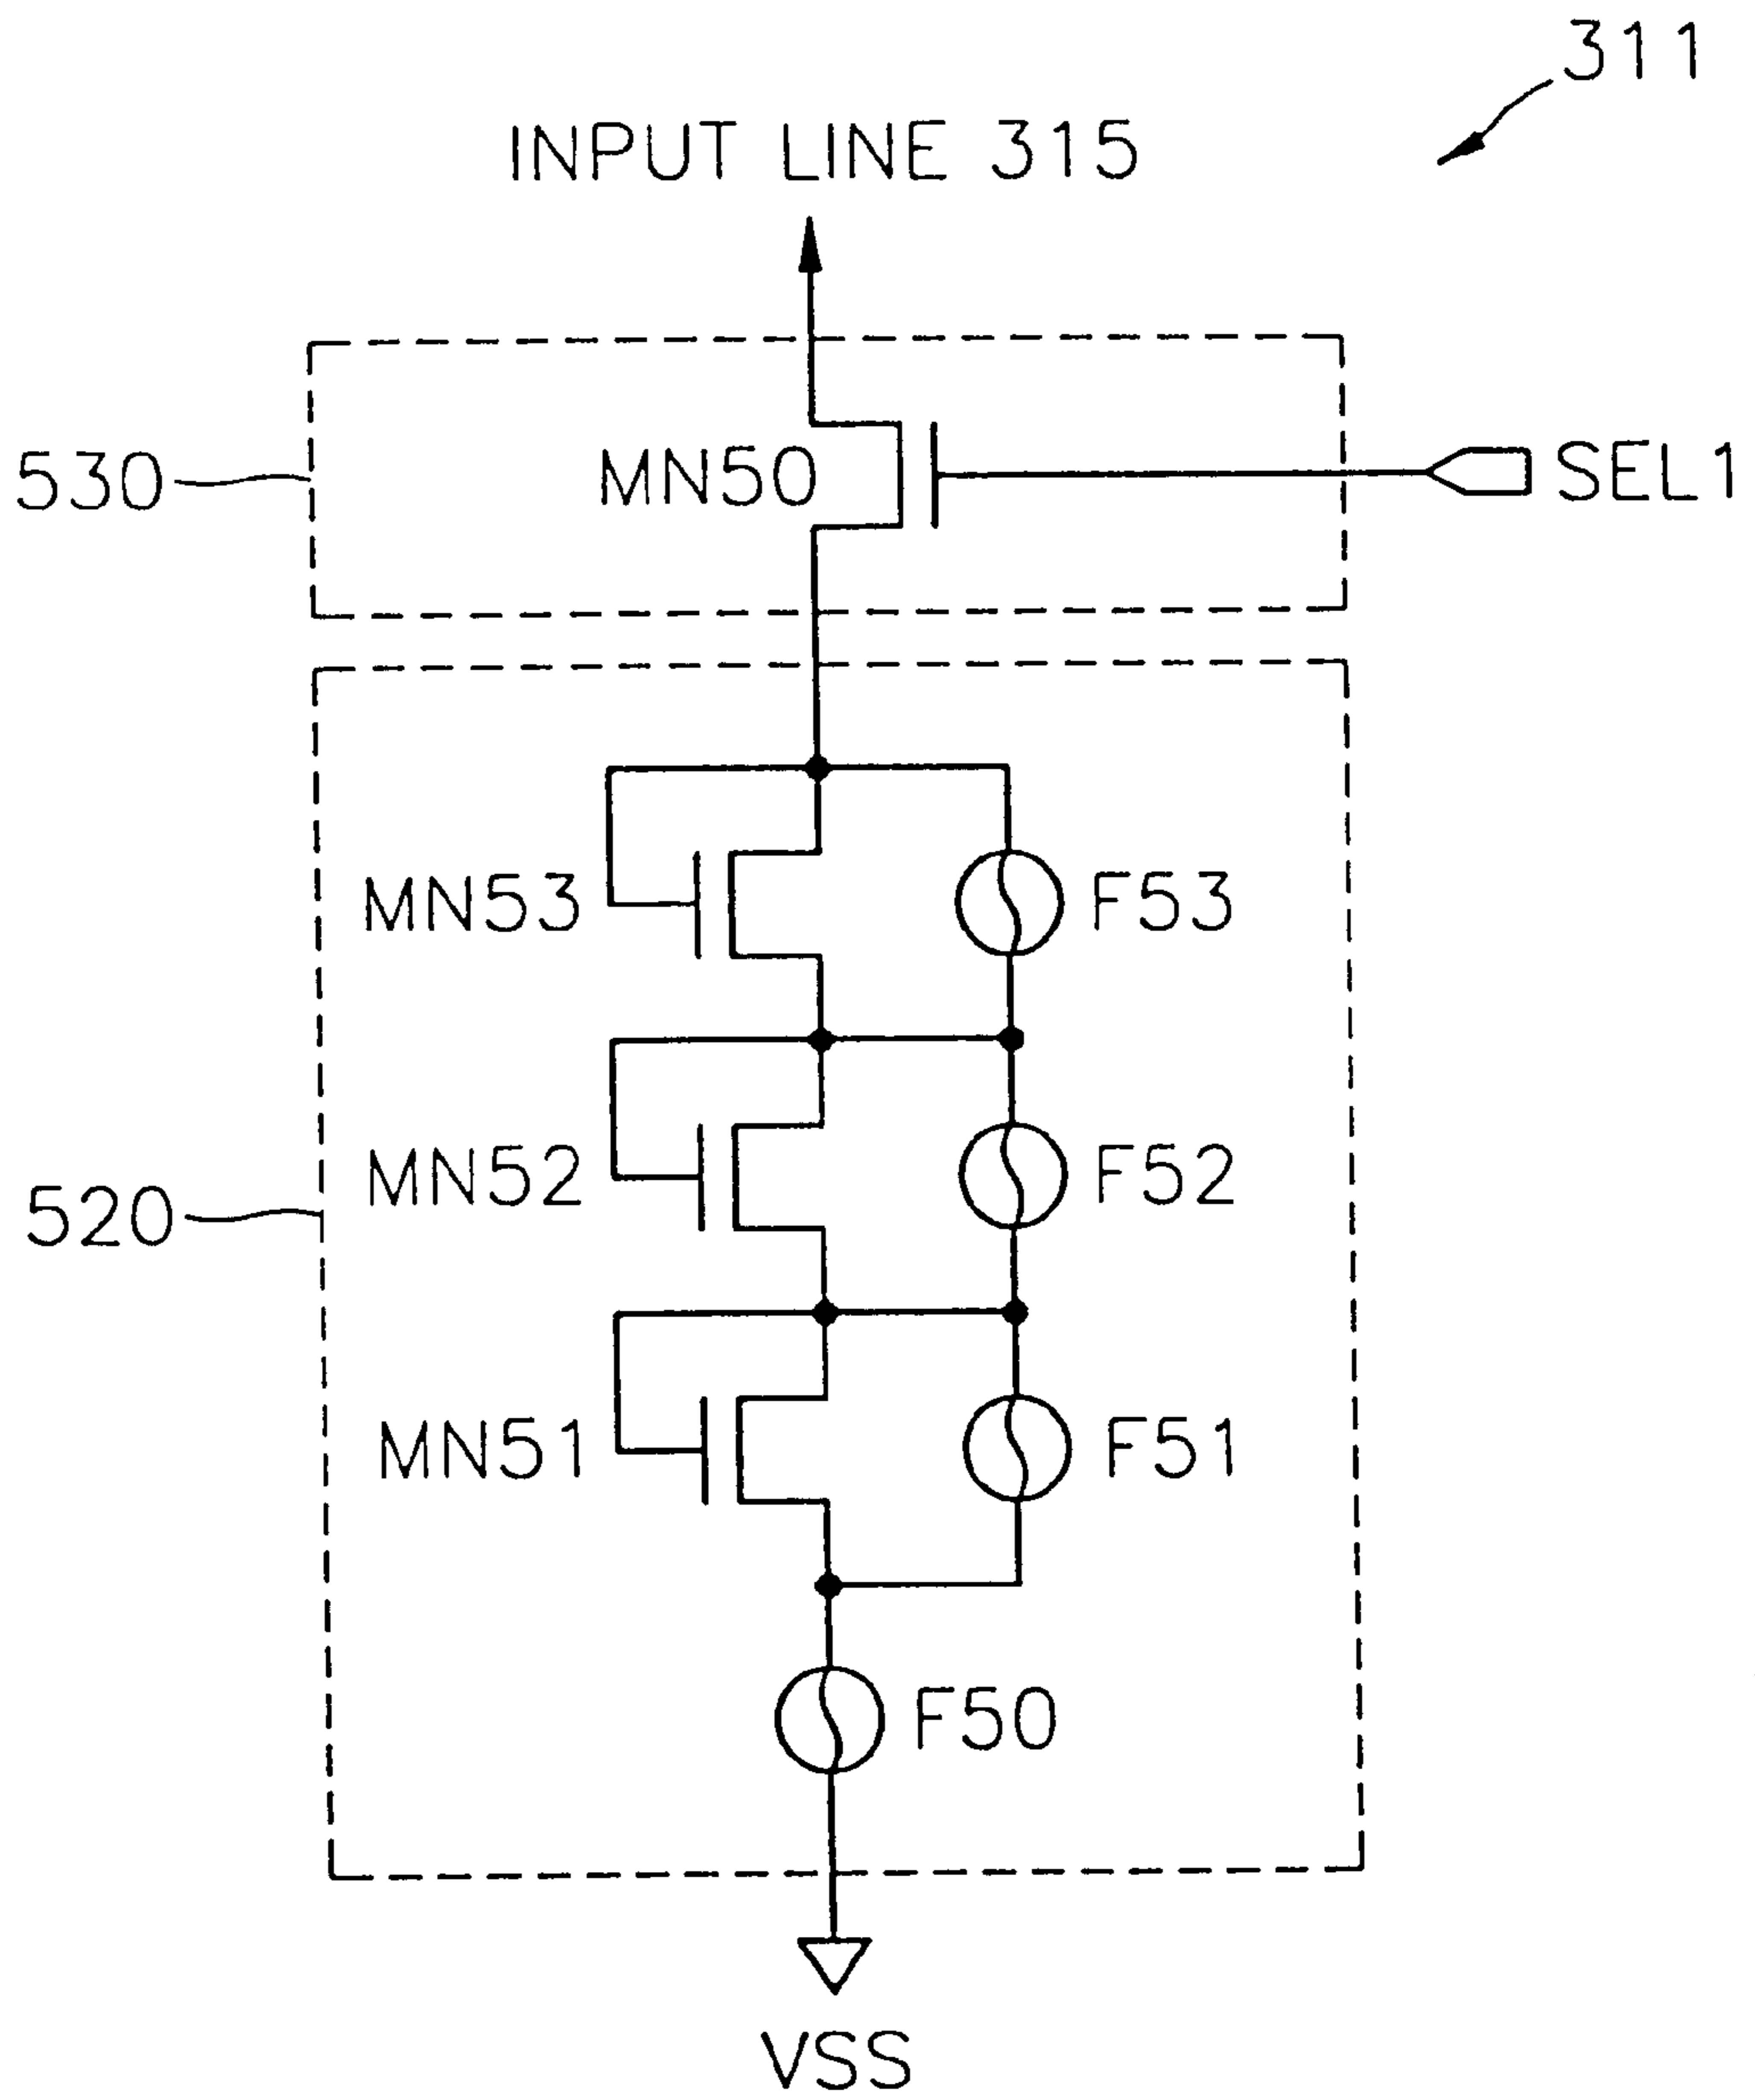 311
INPUT LINE 315
530
MN50
SEL1
MN53
F53
MN52
F52
520
MN51
F51
F50
VSS